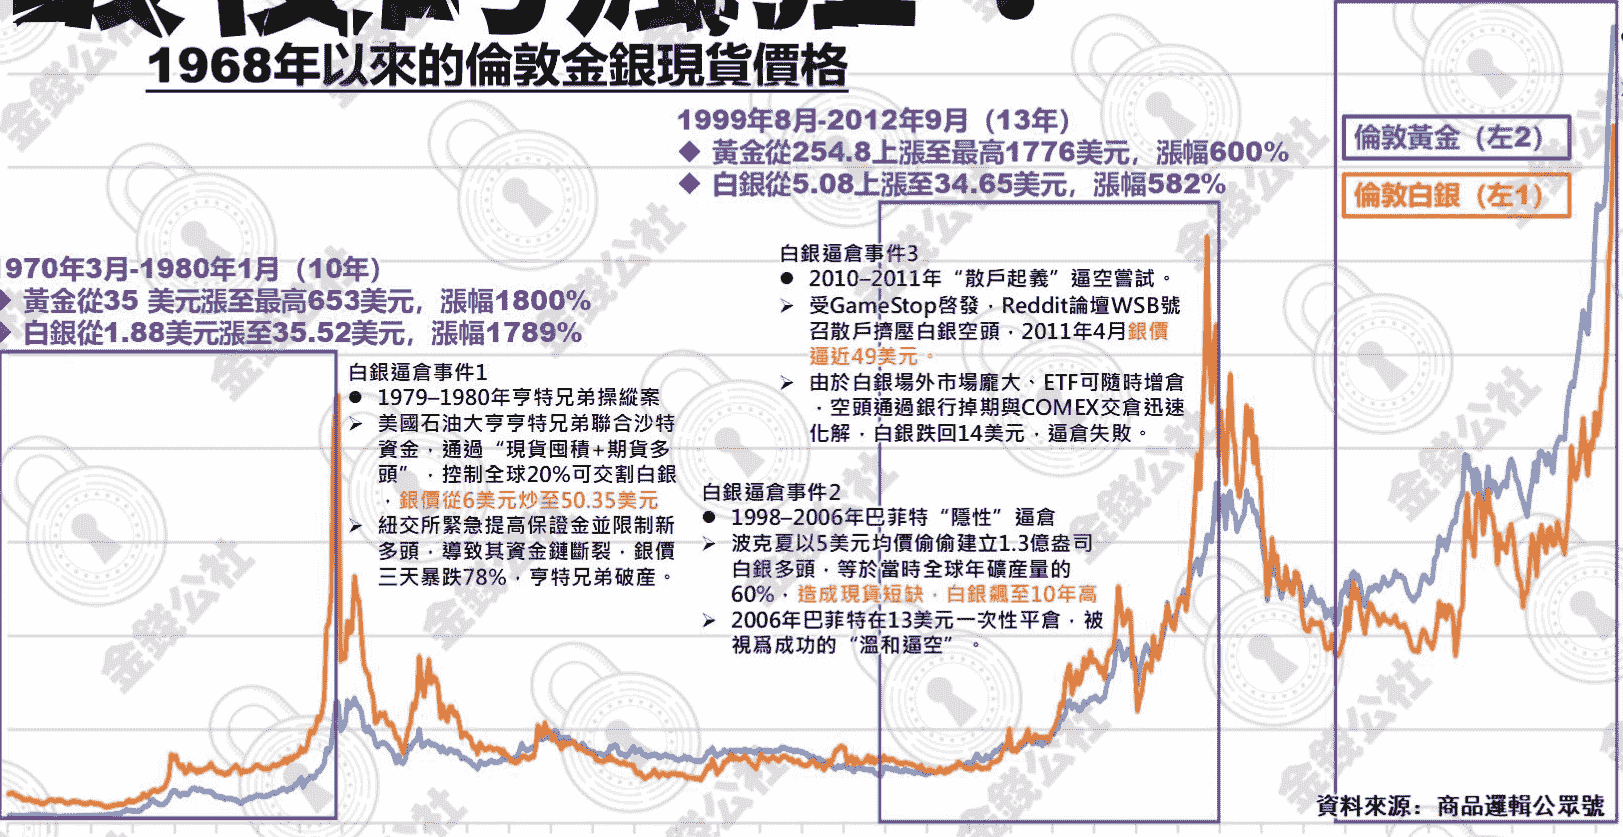 1968年以來的倫敦金銀現貨價格
1999年8月-2012年9月（13年）
◆ 黃金從254.8上漲至最高1776美元，漲幅600%
◆ 白銀從5.08上漲至34.65美元，漲幅582%
倫敦黃金（左2）
倫敦白銀（左1）
970年3月-1980年1月（10年）
◆ 黃金從35 美元漲至最高653美元，漲幅1800%
◆ 白銀從1.88美元漲至35.52美元，漲幅1789%
白銀逼倉事件1
● 1979–1980年亨特兄弟操縱案
➢ 美國石油大亨亨特兄弟聯合沙特
資金，通過“現貨囤積+期貨多
頭”，控制全球20%可交割白銀
，銀價從6美元炒至50.35美元
➢ 紐交所緊急提高保證金並限制新
多頭，導致其資金鏈斷裂，銀價
三天暴跌78%，亨特兄弟破産。
白銀逼倉事件3
● 2010–2011年“散戶起義”逼空嘗試。
➢ 受GameStop啓發，Reddit論壇WSB號
召散戶擠壓白銀空頭，2011年4月銀價
逼近49美元。
➢ 由於白銀場外市場龐大、ETF可隨時增倉
，空頭通過銀行掉期與COMEX交倉迅速
化解，白銀跌回14美元，逼倉失敗。
白銀逼倉事件2
● 1998–2006年巴菲特“隱性”逼倉
➢ 波克夏以5美元均價偷偷建立1.3億盎司
白銀多頭，等於當時全球年礦産量的
60%，造成現貨短缺，白銀飆至10年高
➢ 2006年巴菲特在13美元一次性平倉，被
視爲成功的“溫和逼空”。
資料來源：商品邏輯公眾號
金錢公社